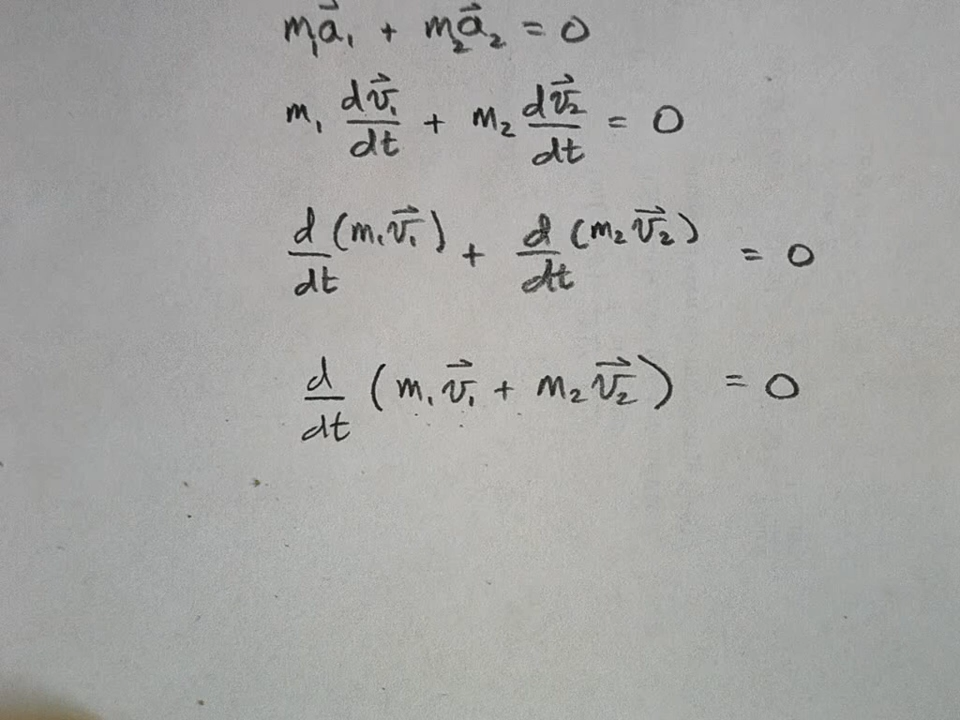 m₁a⃗₁ + m₂a⃗₂ = 0
m₁ dv⃗₁/dt + m₂ dv⃗₂/dt = 0
d/dt (m₁v⃗₁) + d/dt (m₂v⃗₂) = 0
d/dt (m₁v⃗₁ + m₂v⃗₂) = 0